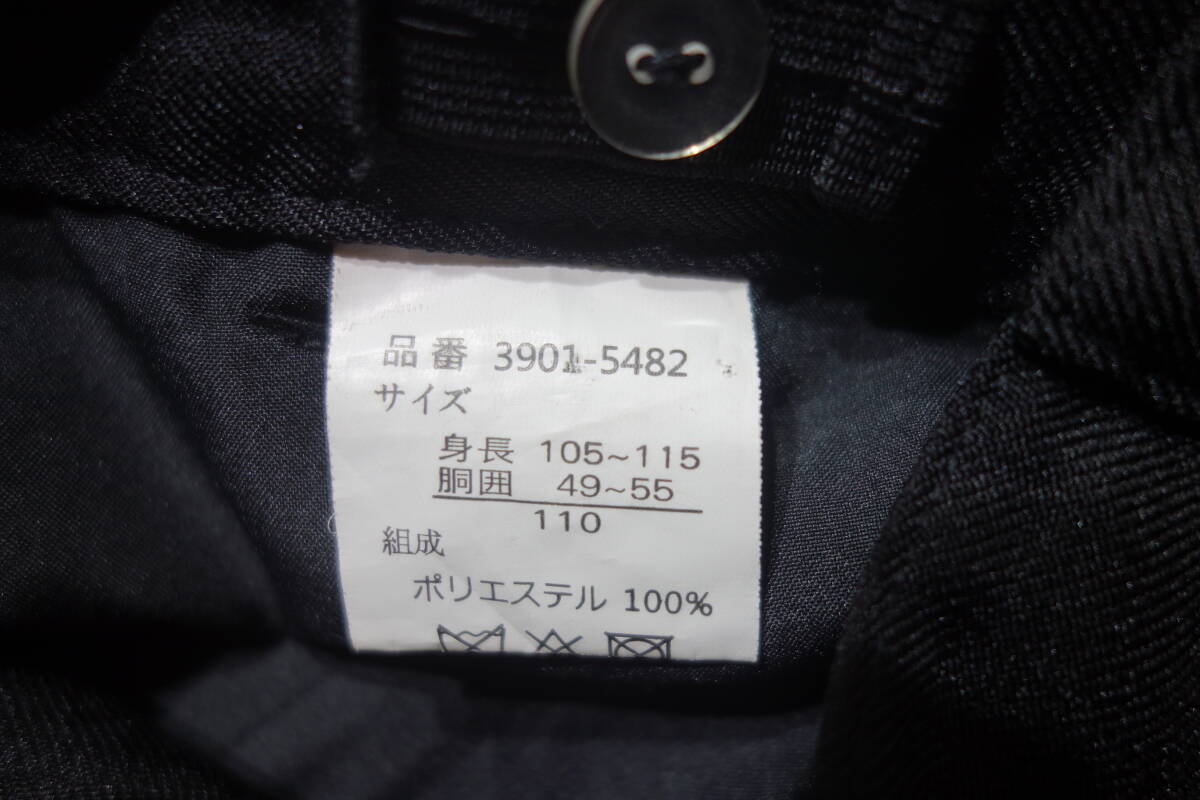 品番 3901-5482
サイズ
身長 105~115
胴囲 49~55
110
組成
ポリエステル 100%